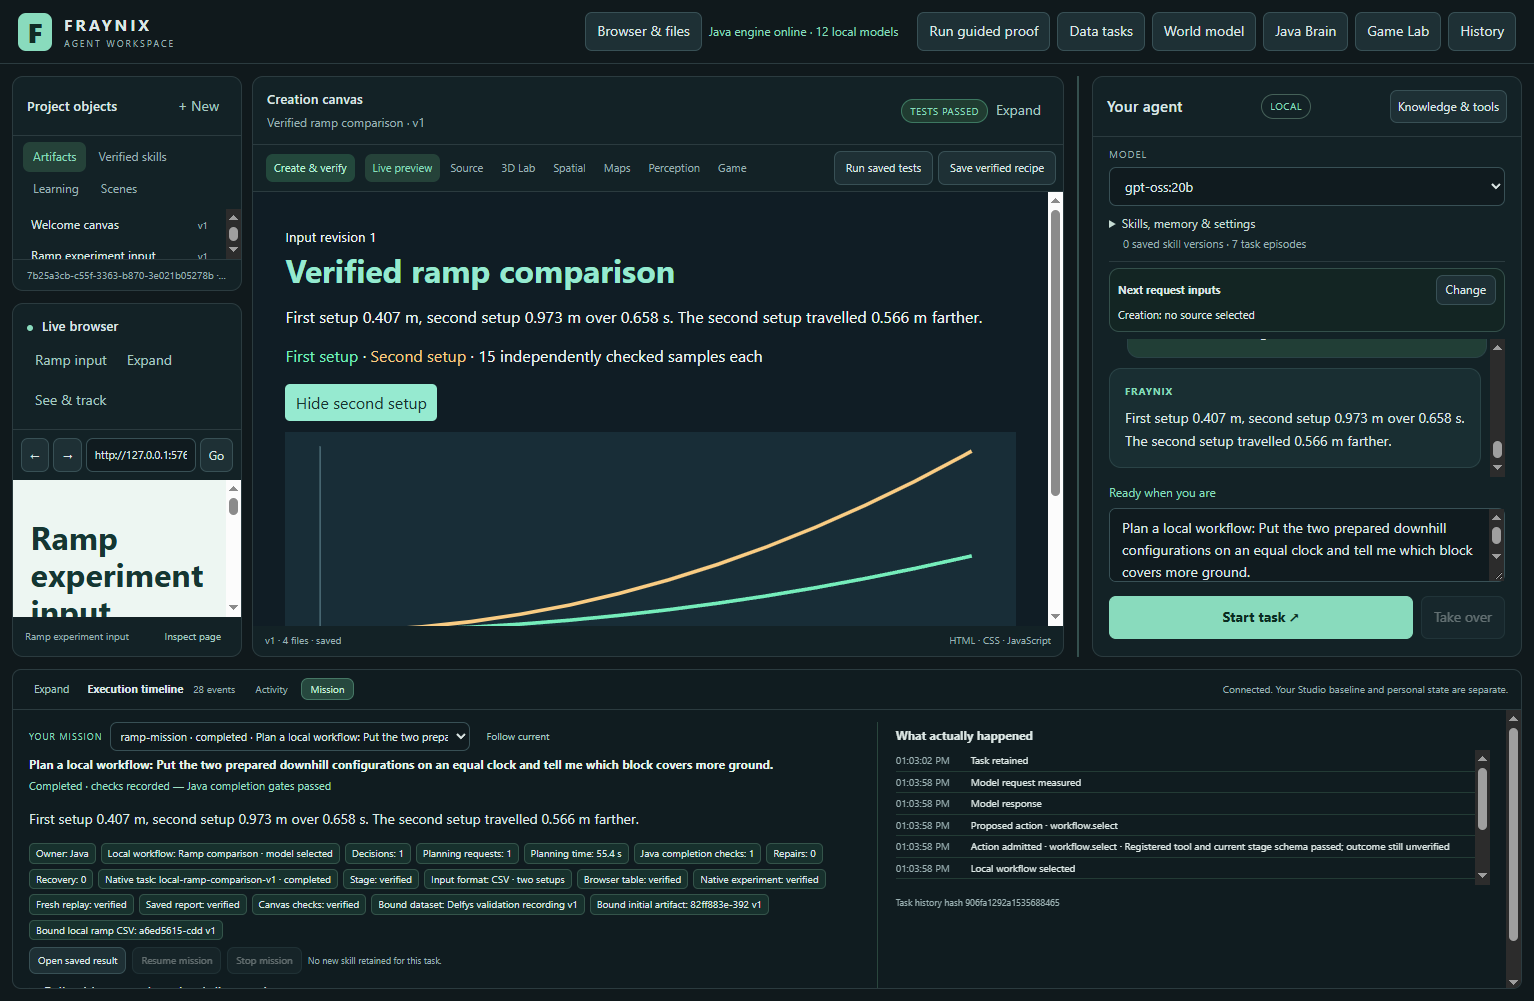 F
FRAYNIX
AGENT WORKSPACE
Browser & files
Java engine online · 12 local models
Run guided proof
Data tasks
World model
Java Brain
Game Lab
History
Project objects
+ New
Artifacts
Verified skills
Learning
Scenes
Welcome canvas
v1
Ramp experiment input
v1
7b25a3cb-c55f-3363-b870-3e021b05278b ·...
Live browser
Ramp input
Expand
See & track
←
→
http://127.0.0.1:576
Go
Ramp
experiment
input
Ramp experiment input
Inspect page
Creation canvas
Verified ramp comparison · v1
TESTS PASSED
Expand
Create & verify
Live preview
Source
3D Lab
Spatial
Maps
Perception
Game
Run saved tests
Save verified recipe
Input revision 1
Verified ramp comparison
First setup 0.407 m, second setup 0.973 m over 0.658 s. The second setup travelled 0.566 m farther.
First setup · Second setup · 15 independently checked samples each
Hide second setup
v1 · 4 files · saved
HTML · CSS · JavaScript
Your agent
LOCAL
Knowledge & tools
MODEL
gpt-oss:20b
Skills, memory & settings
0 saved skill versions · 7 task episodes
Next request inputs
Change
Creation: no source selected
FRAYNIX
First setup 0.407 m, second setup 0.973 m over 0.658 s.
The second setup travelled 0.566 m farther.
Ready when you are
Plan a local workflow: Put the two prepared downhill
configurations on an equal clock and tell me which block
covers more ground.
Start task ↗
Take over
Expand
Execution timeline
28 events
Activity
Mission
Connected. Your Studio baseline and personal state are separate.
YOUR MISSION
ramp-mission · completed · Plan a local workflow: Put the two prepa
Follow current
Plan a local workflow: Put the two prepared downhill configurations on an equal clock and tell me which block covers more ground.
Completed · checks recorded — Java completion gates passed
First setup 0.407 m, second setup 0.973 m over 0.658 s. The second setup travelled 0.566 m farther.
Owner: Java
Local workflow: Ramp comparison · model selected
Decisions: 1
Planning requests: 1
Planning time: 55.4 s
Java completion checks: 1
Repairs: 0
Recovery: 0
Native task: local-ramp-comparison-v1 · completed
Stage: verified
Input format: CSV · two setups
Browser table: verified
Native experiment: verified
Fresh replay: verified
Saved report: verified
Canvas checks: verified
Bound dataset: Delfys validation recording v1
Bound initial artifact: 82ff883e-392 v1
Bound local ramp CSV: a6ed5615-cdd v1
Open saved result
Resume mission
Stop mission
No new skill retained for this task.
What actually happened
01:03:02 PM Task retained
01:03:58 PM Model request measured
01:03:58 PM Model response
01:03:58 PM Proposed action · workflow.select
01:03:58 PM Action admitted · workflow.select · Registered tool and current stage schema passed; outcome still unverified
01:03:58 PM Local workflow selected
Task history hash 906fa1292a1535688465